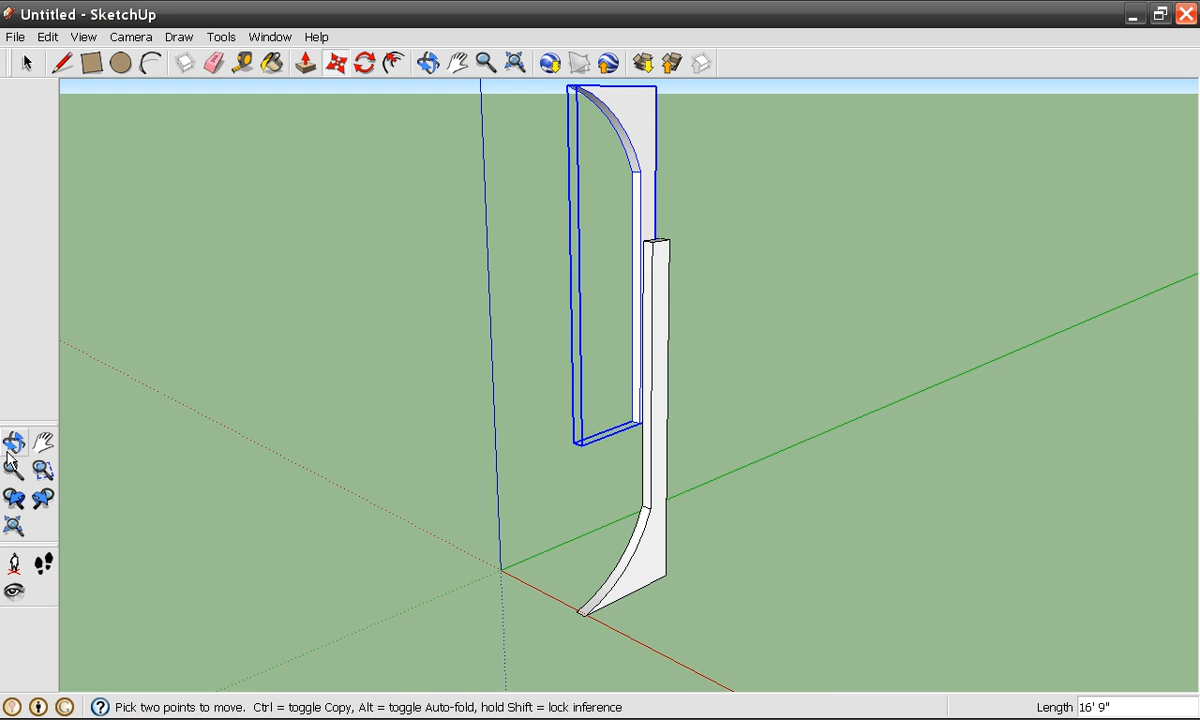 Untitled - SketchUp
File Edit View Camera Draw Tools Window Help
Pick two points to move. Ctrl = toggle Copy, Alt = toggle Auto-fold, hold Shift = lock inference Length 16' 9"